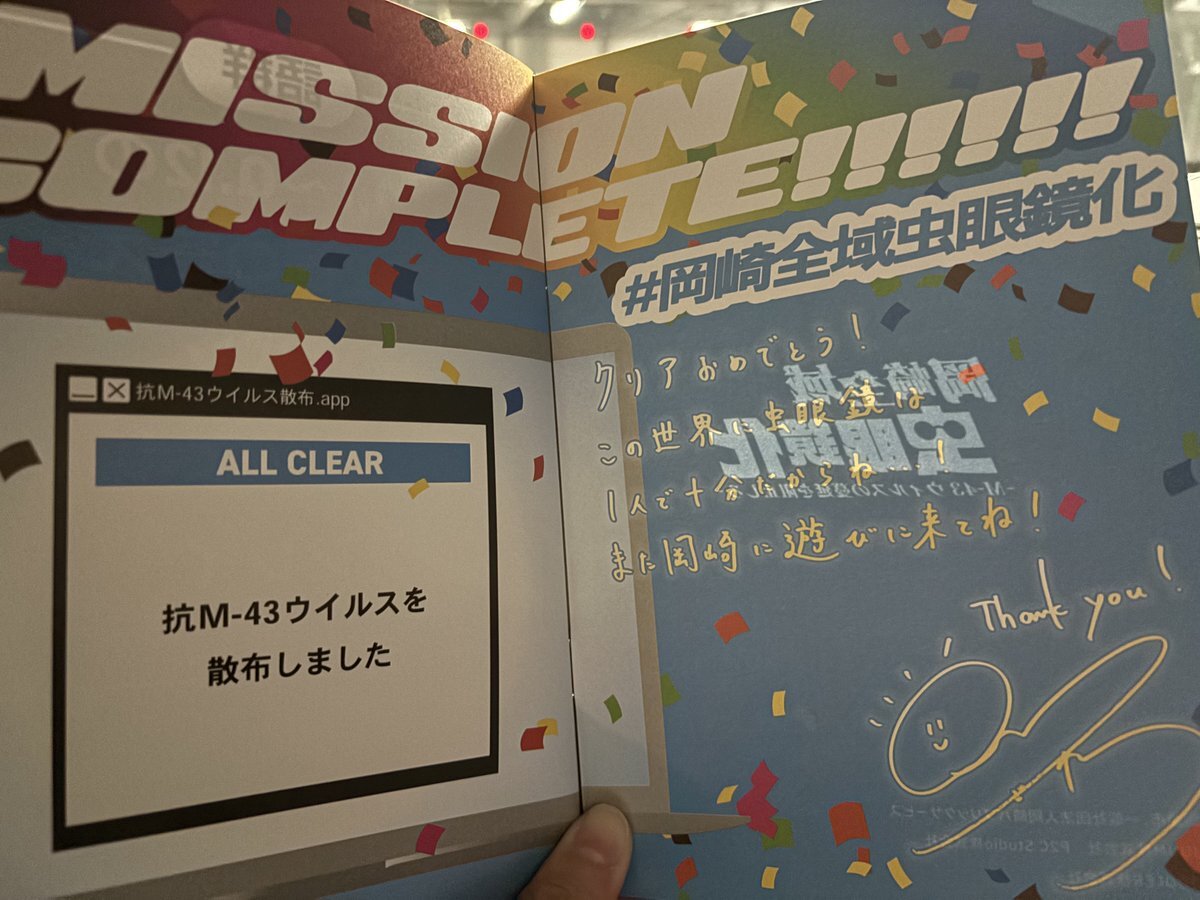 MISSION
COMPLETE!!!!!!!
#岡崎全域虫眼鏡化
抗M-43ウイルス散布.app
ALL CLEAR
抗M-43ウイルスを
散布しました
クリアおめでとう!
この世界に虫眼鏡は
1人で十分だからね...!
また岡崎に遊びに来てね!
Thank you!
岡崎全域
虫眼鏡化